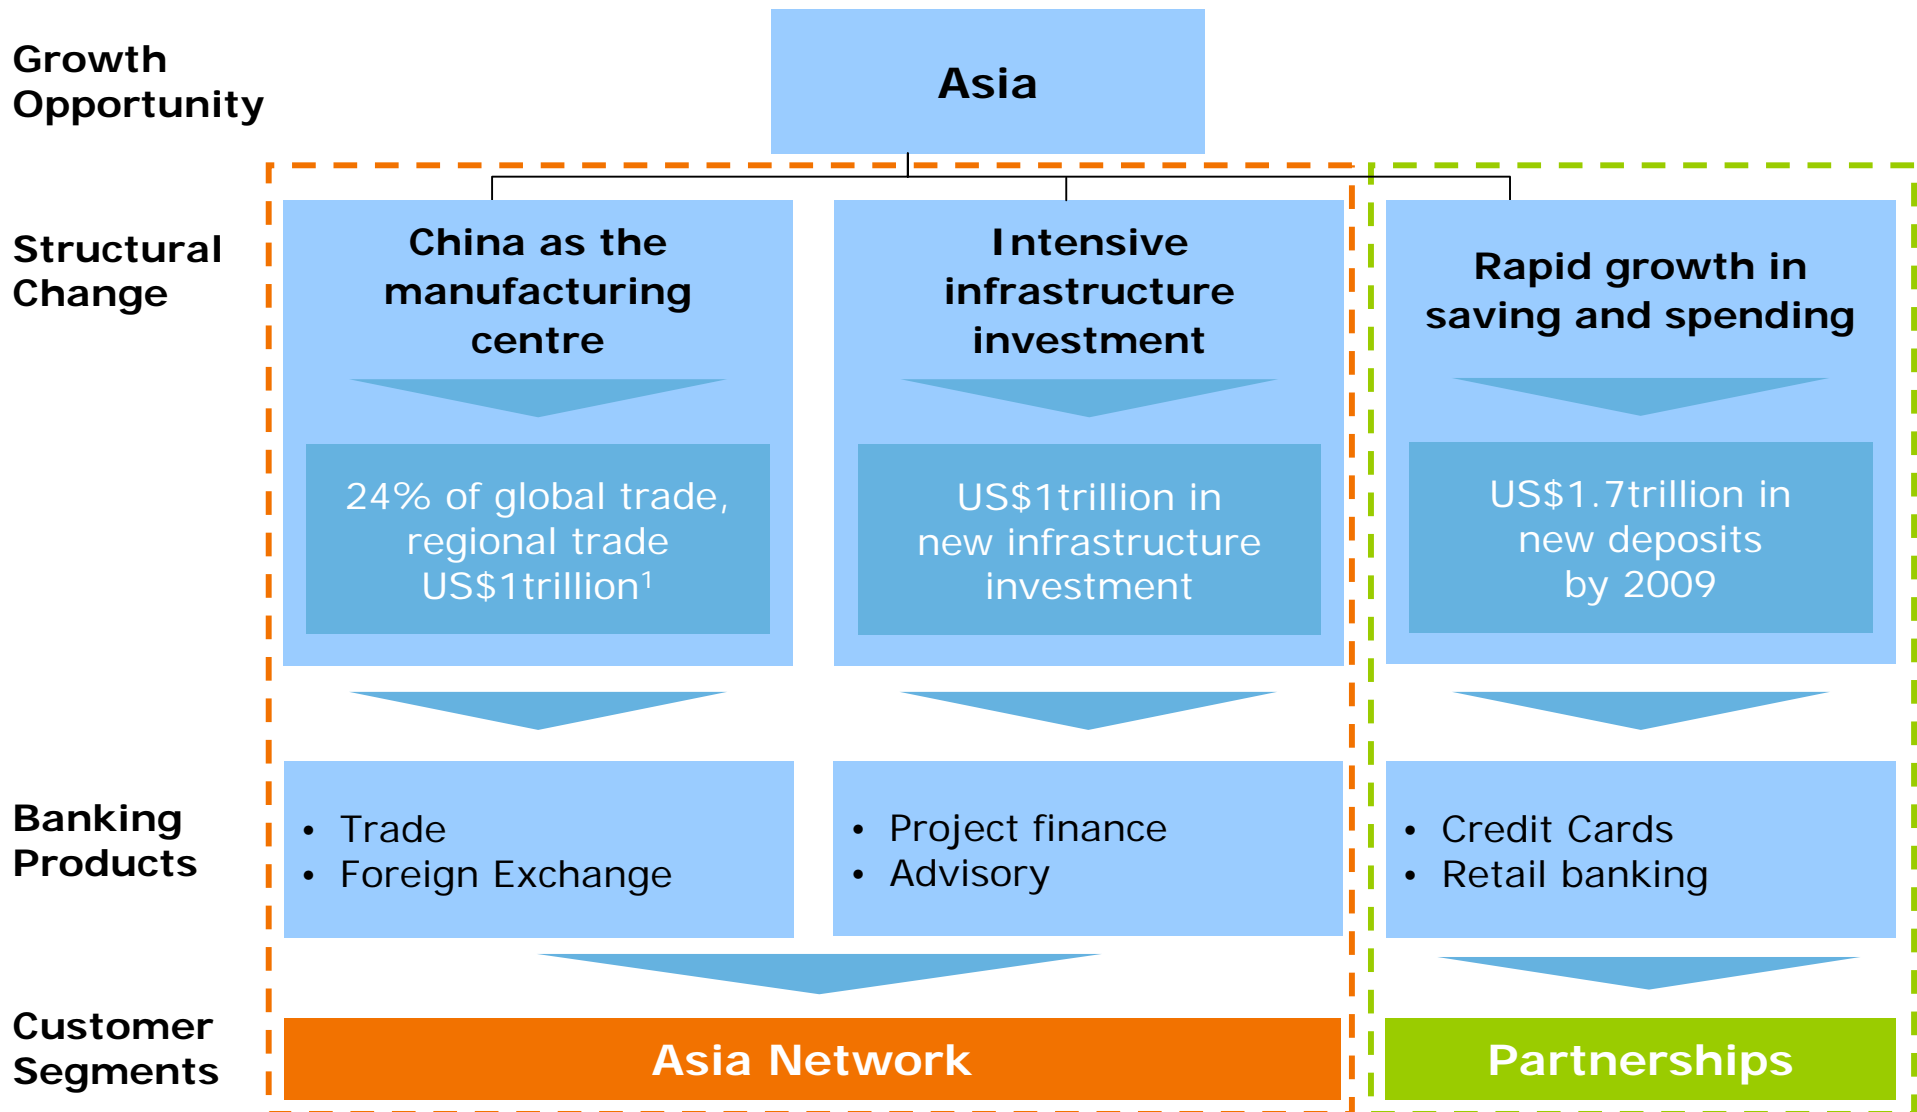 Growth
Opportunity
Asia
Structural
Change
China as the
manufacturing
centre
Intensive
infrastructure
investment
Rapid growth in
saving and spending
24% of global trade,
regional trade
US$1trillion¹
US$1trillion in
new infrastructure
investment
US$1.7trillion in
new deposits
by 2009
Banking
Products
• Trade
• Foreign Exchange
• Project finance
• Advisory
• Credit Cards
• Retail banking
Customer
Segments
Asia Network
Partnerships